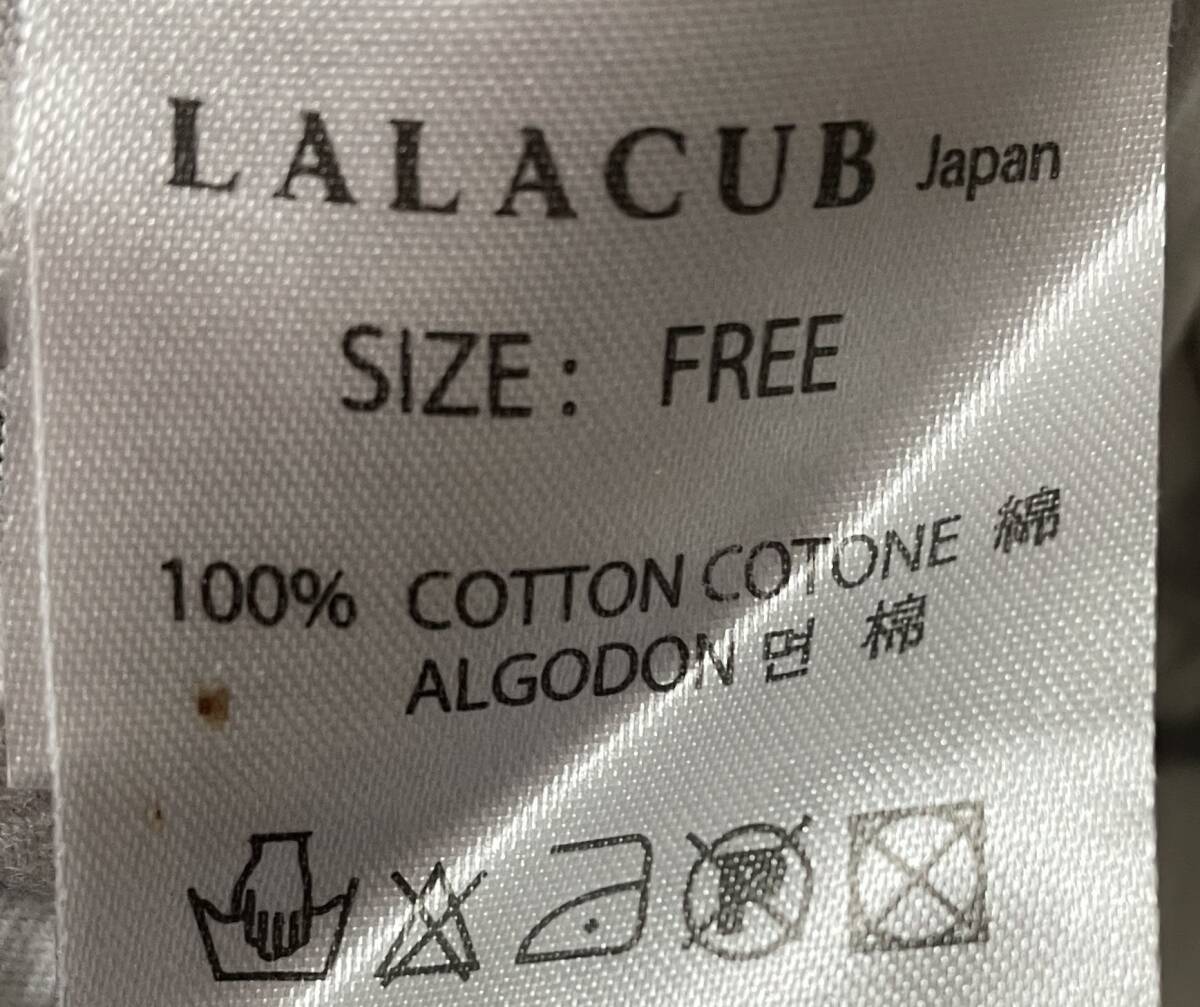 LALACUB Japan
SIZE: FREE
100% COTTON COTONE 綿
ALGODON 면 棉